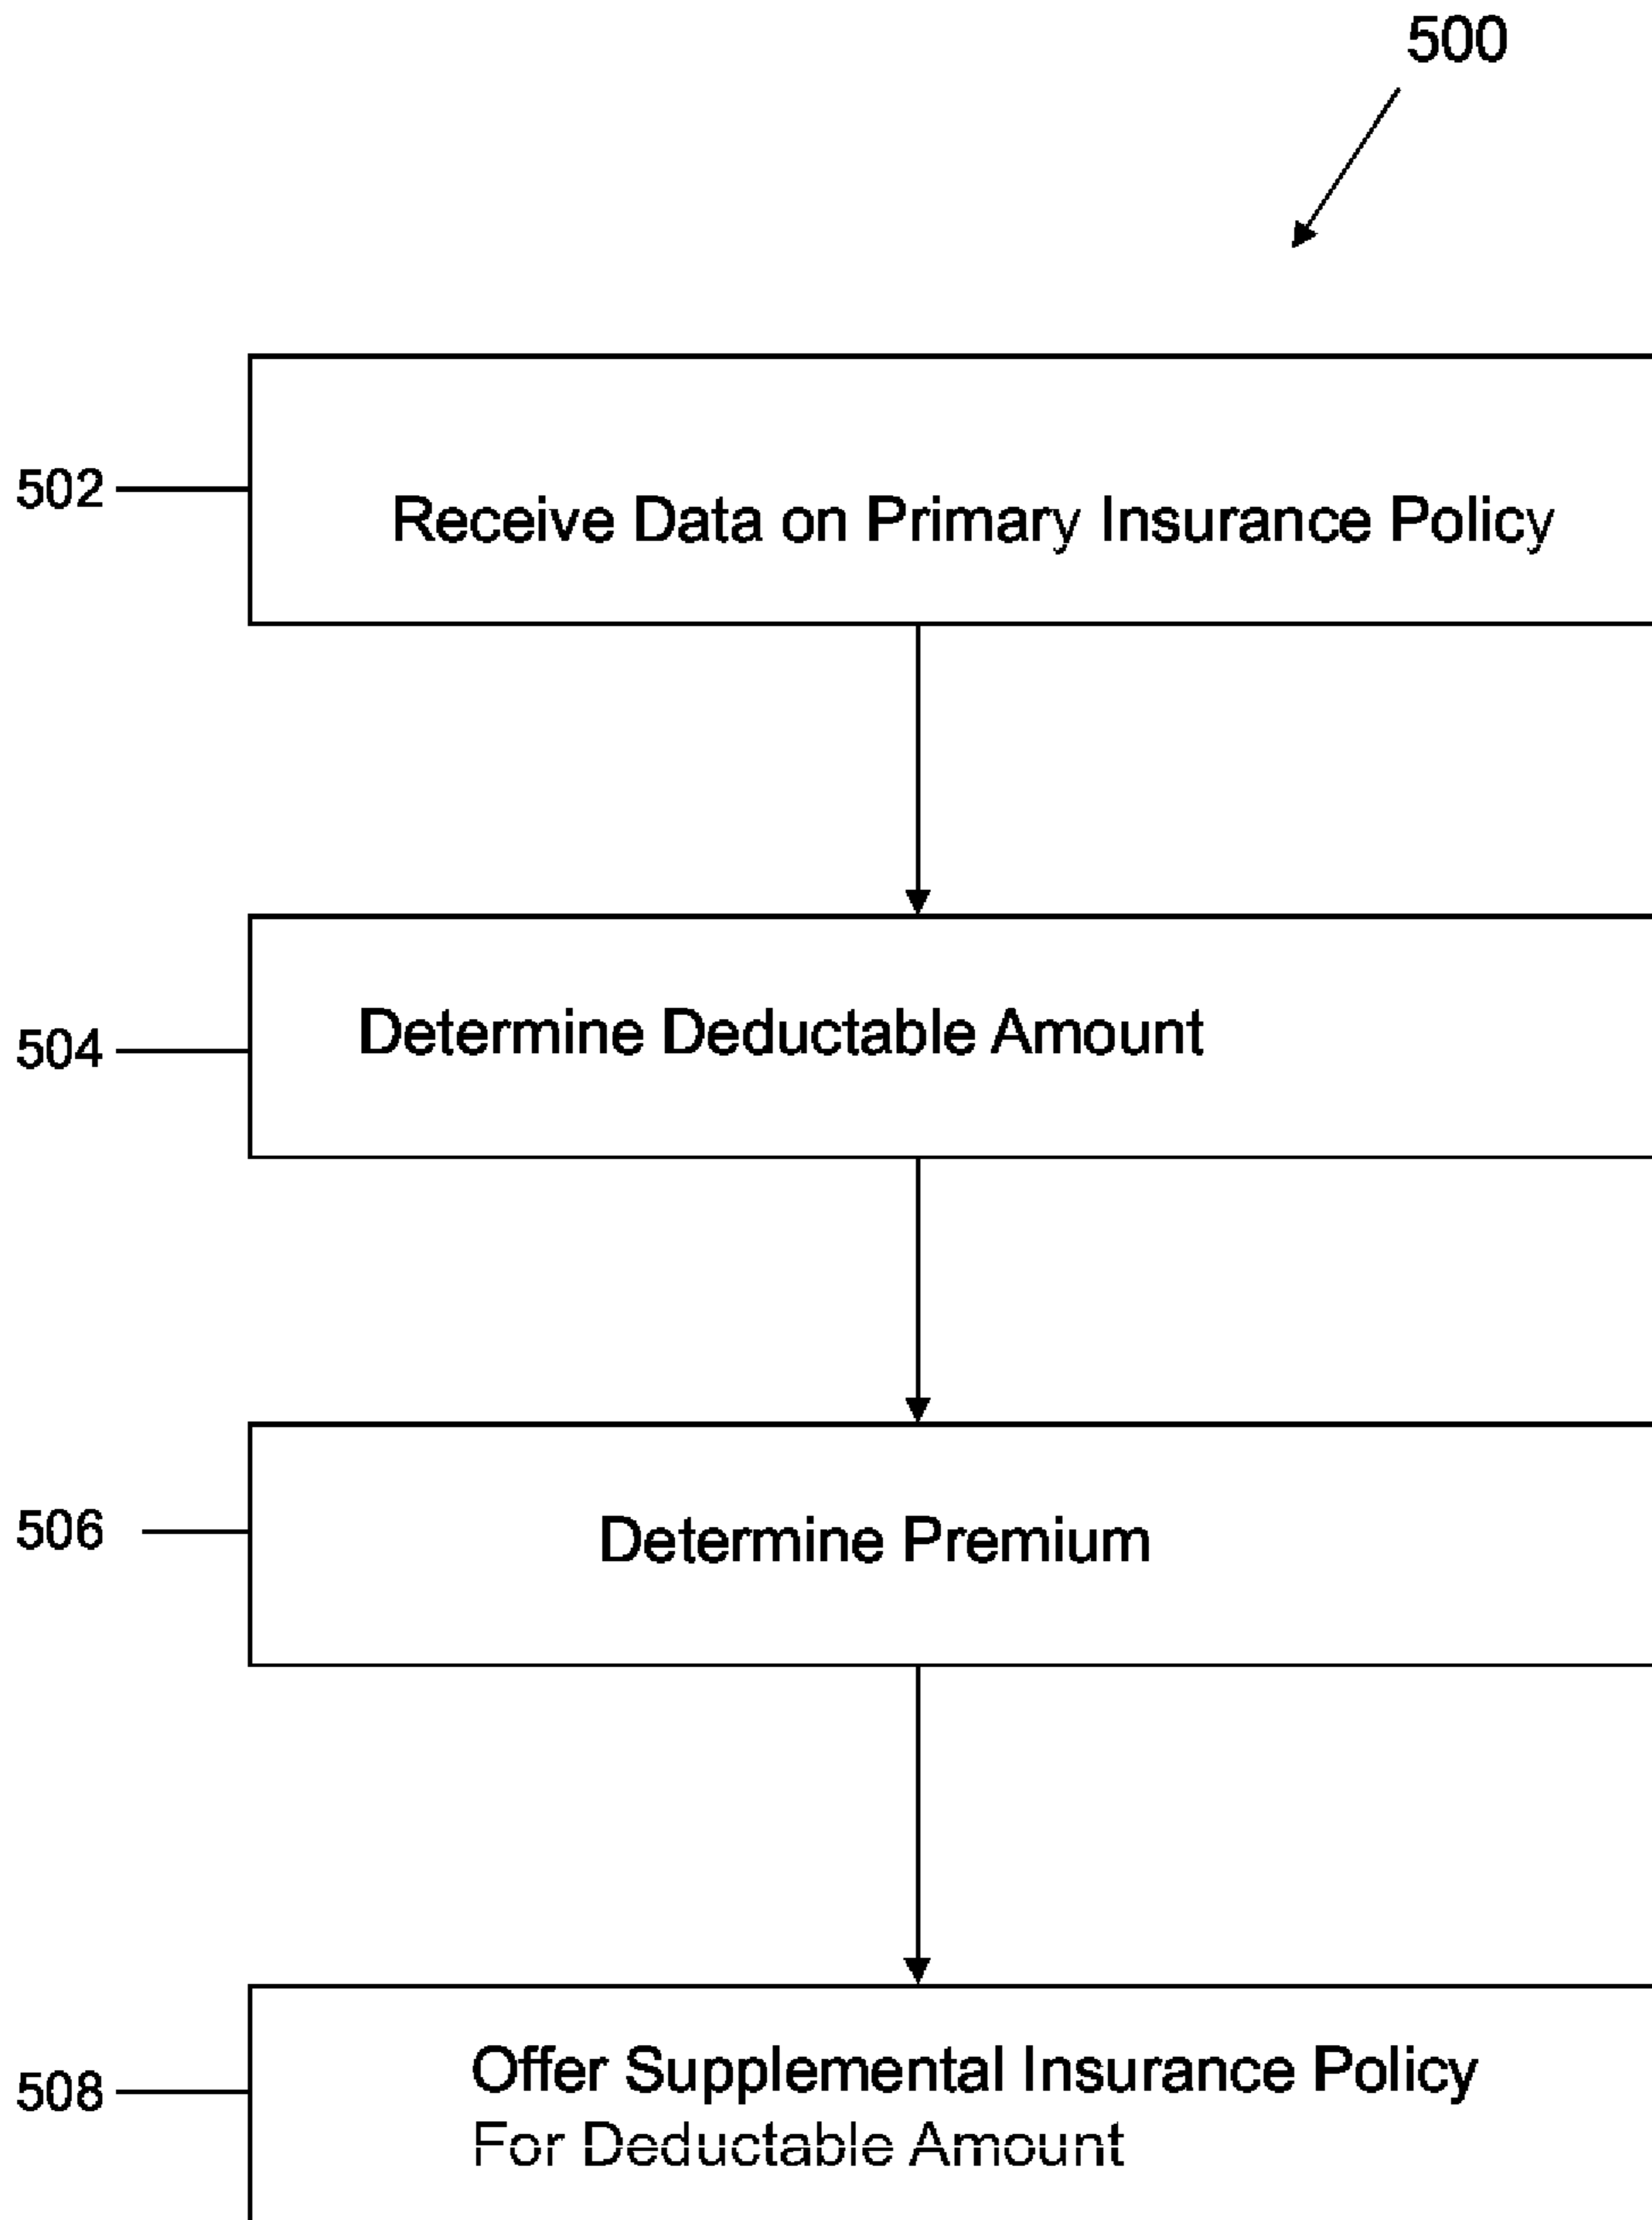 500
502
Receive Data on Primary Insurance Policy
504
Determine Deductable Amount
506
Determine Premium
508
Offer Supplemental Insurance Policy
For Deductable Amount